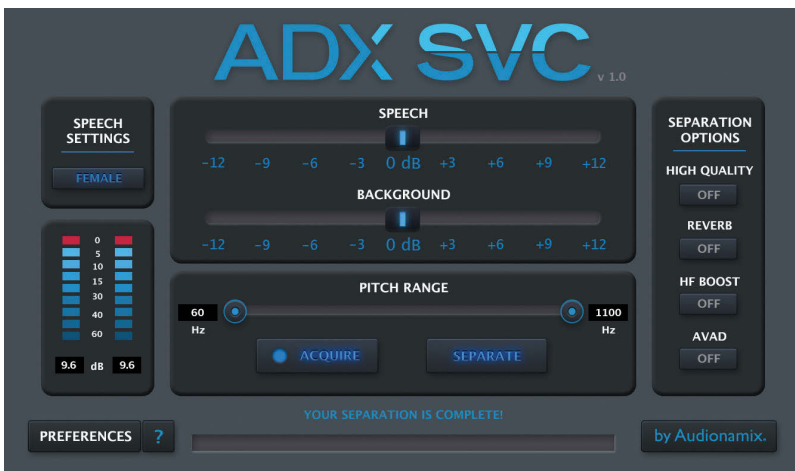 ADX SVC
v 1.0
SPEECH
SETTINGS
FEMALE
0
5
10
15
30
40
60
9.6 dB 9.6
SPEECH
-12 -9 -6 -3 0 dB +3 +6 +9 +12
BACKGROUND
-12 -9 -6 -3 0 dB +3 +6 +9 +12
PITCH RANGE
60 1100
Hz Hz
ACQUIRE SEPARATE
SEPARATION
OPTIONS
HIGH QUALITY
OFF
REVERB
OFF
HF BOOST
OFF
AVAD
OFF
YOUR SEPARATION IS COMPLETE!
PREFERENCES ?
by Audionamix.